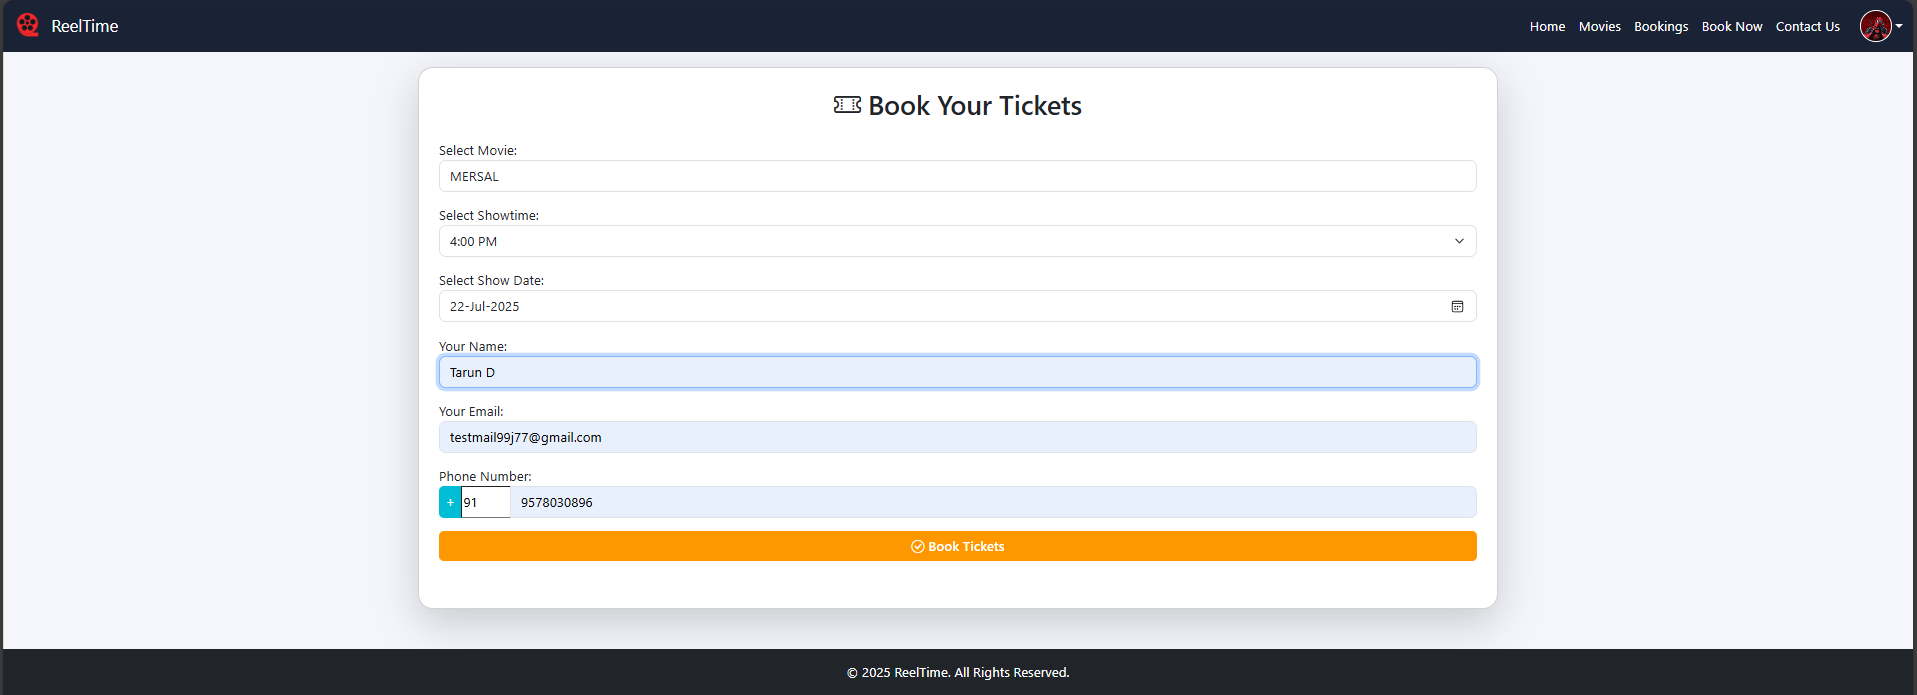 ReelTime
Home Movies Bookings Book Now Contact Us
Book Your Tickets
Select Movie:
MERSAL
Select Showtime:
4:00 PM
Select Show Date:
22-Jul-2025
Your Name:
Tarun D
Your Email:
testmail99j77@gmail.com
Phone Number:
+ 91 9578030896
Book Tickets
© 2025 ReelTime. All Rights Reserved.